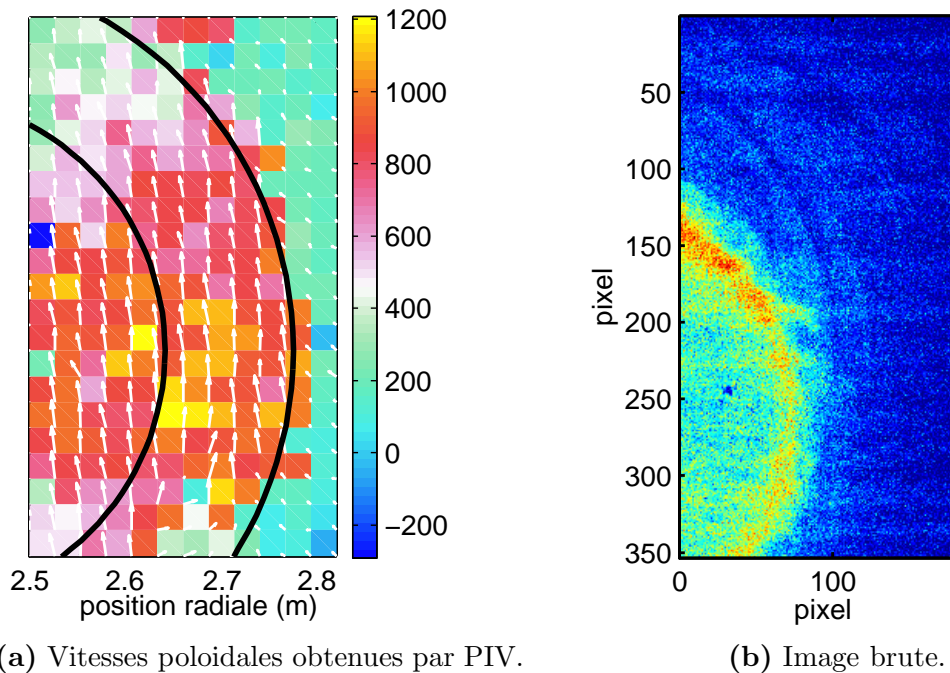 1200
1000
800
600
400
200
0
−200
2.5 2.6 2.7 2.8
position radiale (m)
(a) Vitesses poloidales obtenues par PIV.
50
100
150
200
250
300
350
pixel
0 100
pixel
(b) Image brute.